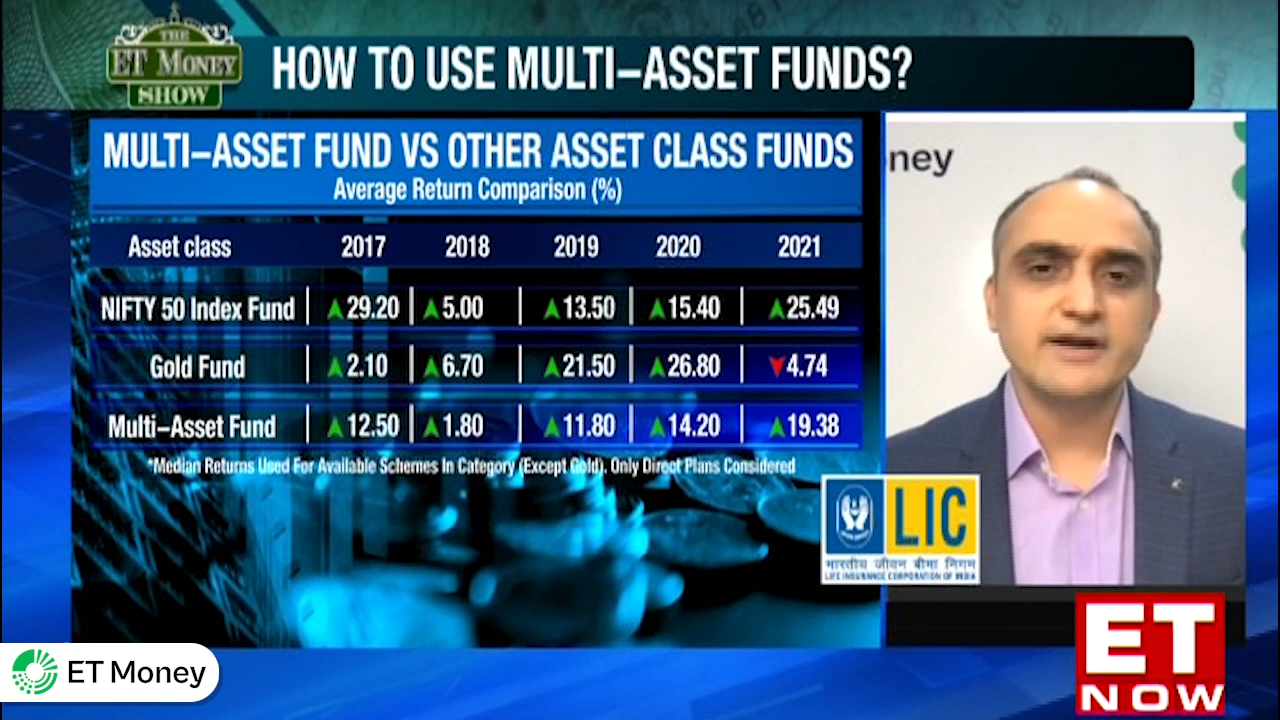 THE
ET MONEY
SHOW
HOW TO USE MULTI–ASSET FUNDS?
MULTI–ASSET FUND VS OTHER ASSET CLASS FUNDS
Average Return Comparison (%)
Asset class 2017 2018 2019 2020 2021
NIFTY 50 Index Fund ▲29.20 ▲5.00 ▲13.50 ▲15.40 ▲25.49
Gold Fund ▲2.10 ▲6.70 ▲21.50 ▲26.80 ▼4.74
Multi–Asset Fund ▲12.50 ▲1.80 ▲11.80 ▲14.20 ▲19.38
*Median Returns Used For Available Schemes In Category (Except Gold). Only Direct Plans Considered
ney
LIC
भारतीय जीवन बीमा निगम
LIFE INSURANCE CORPORATION OF INDIA
ET Money
ET
NOW